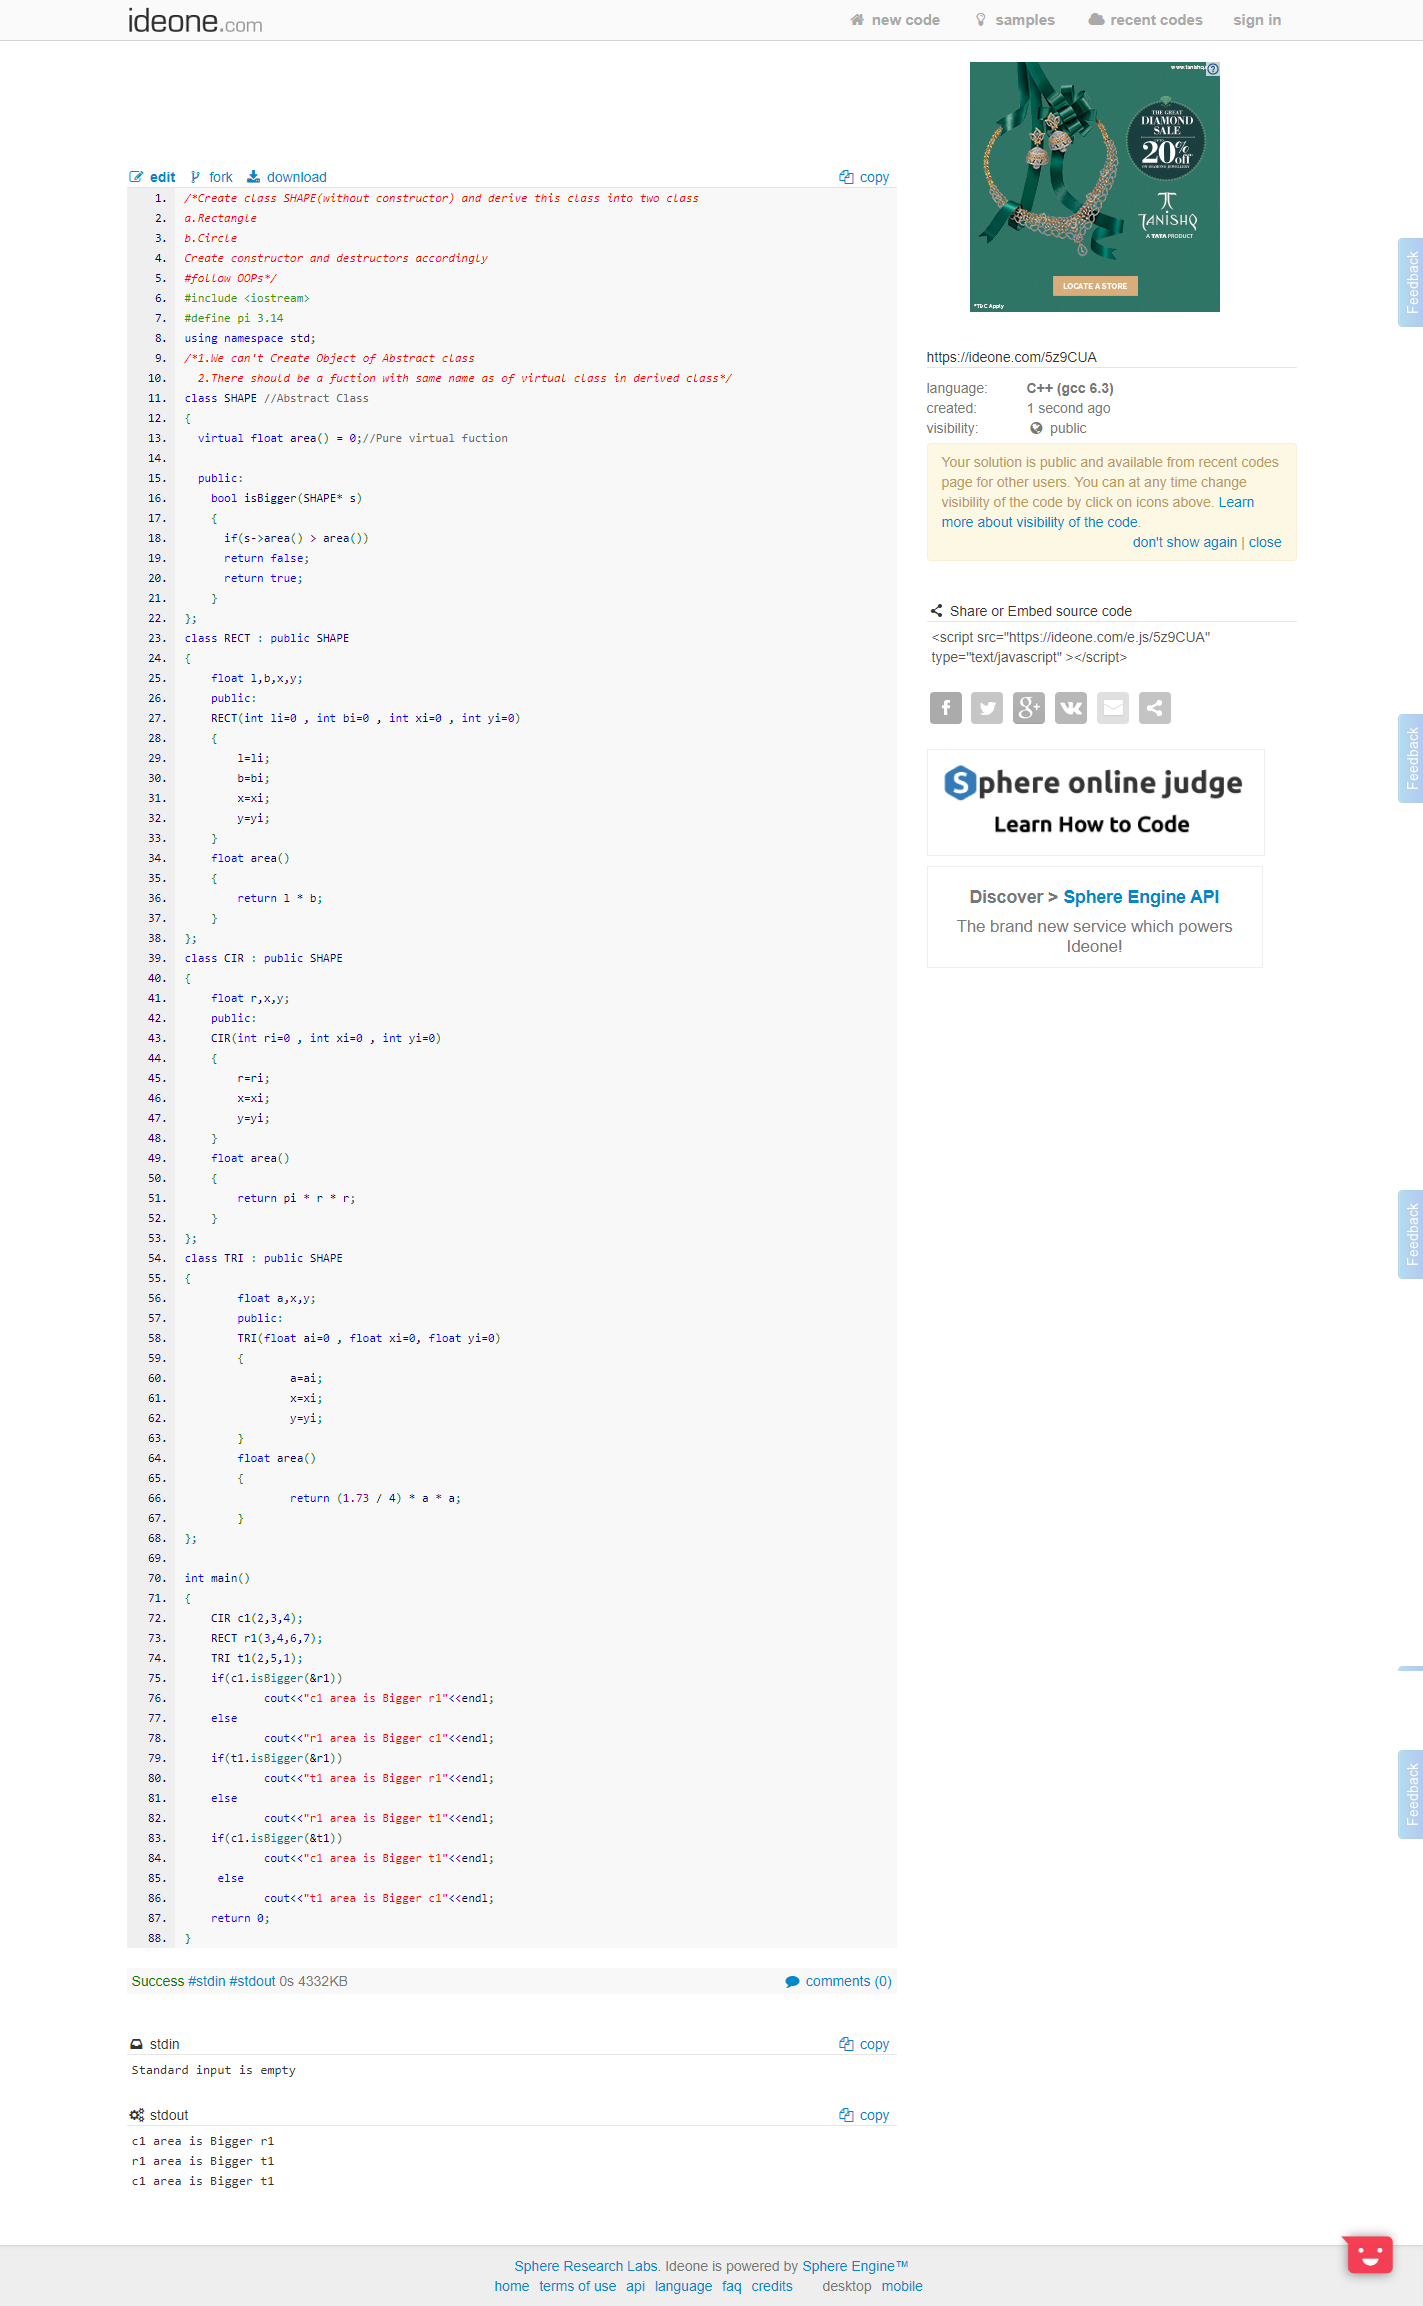 ideone.com
new code
samples
recent codes
sign in
www.tanishq.
THE GREAT
DIAMOND
SALE
20%
off
ON DIAMOND JEWELLERY
TANISHQ
A TATA PRODUCT
LOCATE A STORE
*T&C Apply
edit fork download copy
1. /*Create class SHAPE(without constructor) and derive this class into two class
2. a.Rectangle
3. b.Circle
4. Create constructor and destructors accordingly
5. #follow OOPs*/
6. #include <iostream>
7. #define pi 3.14
8. using namespace std;
9. /*1.We can't Create Object of Abstract class
10. 2.There should be a fuction with same name as of virtual class in derived class*/
11. class SHAPE //Abstract Class
12. {
13. virtual float area() = 0;//Pure virtual fuction
14.
15. public:
16. bool isBigger(SHAPE* s)
17. {
18. if(s->area() > area())
19. return false;
20. return true;
21. }
22. };
23. class RECT : public SHAPE
24. {
25. float l,b,x,y;
26. public:
27. RECT(int li=0 , int bi=0 , int xi=0 , int yi=0)
28. {
29. l=li;
30. b=bi;
31. x=xi;
32. y=yi;
33. }
34. float area()
35. {
36. return l * b;
37. }
38. };
39. class CIR : public SHAPE
40. {
41. float r,x,y;
42. public:
43. CIR(int ri=0 , int xi=0 , int yi=0)
44. {
45. r=ri;
46. x=xi;
47. y=yi;
48. }
49. float area()
50. {
51. return pi * r * r;
52. }
53. };
54. class TRI : public SHAPE
55. {
56. float a,x,y;
57. public:
58. TRI(float ai=0 , float xi=0, float yi=0)
59. {
60. a=ai;
61. x=xi;
62. y=yi;
63. }
64. float area()
65. {
66. return (1.73 / 4) * a * a;
67. }
68. };
69.
70. int main()
71. {
72. CIR c1(2,3,4);
73. RECT r1(3,4,6,7);
74. TRI t1(2,5,1);
75. if(c1.isBigger(&r1))
76. cout<<"c1 area is Bigger r1"<<endl;
77. else
78. cout<<"r1 area is Bigger c1"<<endl;
79. if(t1.isBigger(&r1))
80. cout<<"t1 area is Bigger r1"<<endl;
81. else
82. cout<<"r1 area is Bigger t1"<<endl;
83. if(c1.isBigger(&t1))
84. cout<<"c1 area is Bigger t1"<<endl;
85. else
86. cout<<"t1 area is Bigger c1"<<endl;
87. return 0;
88. }
Success #stdin #stdout 0s 4332KB
comments (0)
stdin
copy
Standard input is empty
stdout
copy
c1 area is Bigger r1
r1 area is Bigger t1
c1 area is Bigger t1
https://ideone.com/5z9CUA
language: C++ (gcc 6.3)
created: 1 second ago
visibility: public
Your solution is public and available from recent codes
page for other users. You can at any time change
visibility of the code by click on icons above. Learn
more about visibility of the code.
don't show again | close
Share or Embed source code
<script src="https://ideone.com/e.js/5z9CUA"
type="text/javascript" ></script>
Sphere online judge
Learn How to Code
Discover > Sphere Engine API
The brand new service which powers
Ideone!
Feedback
Feedback
Feedback
Feedback
Sphere Research Labs. Ideone is powered by Sphere Engine™
home terms of use api language faq credits desktop mobile